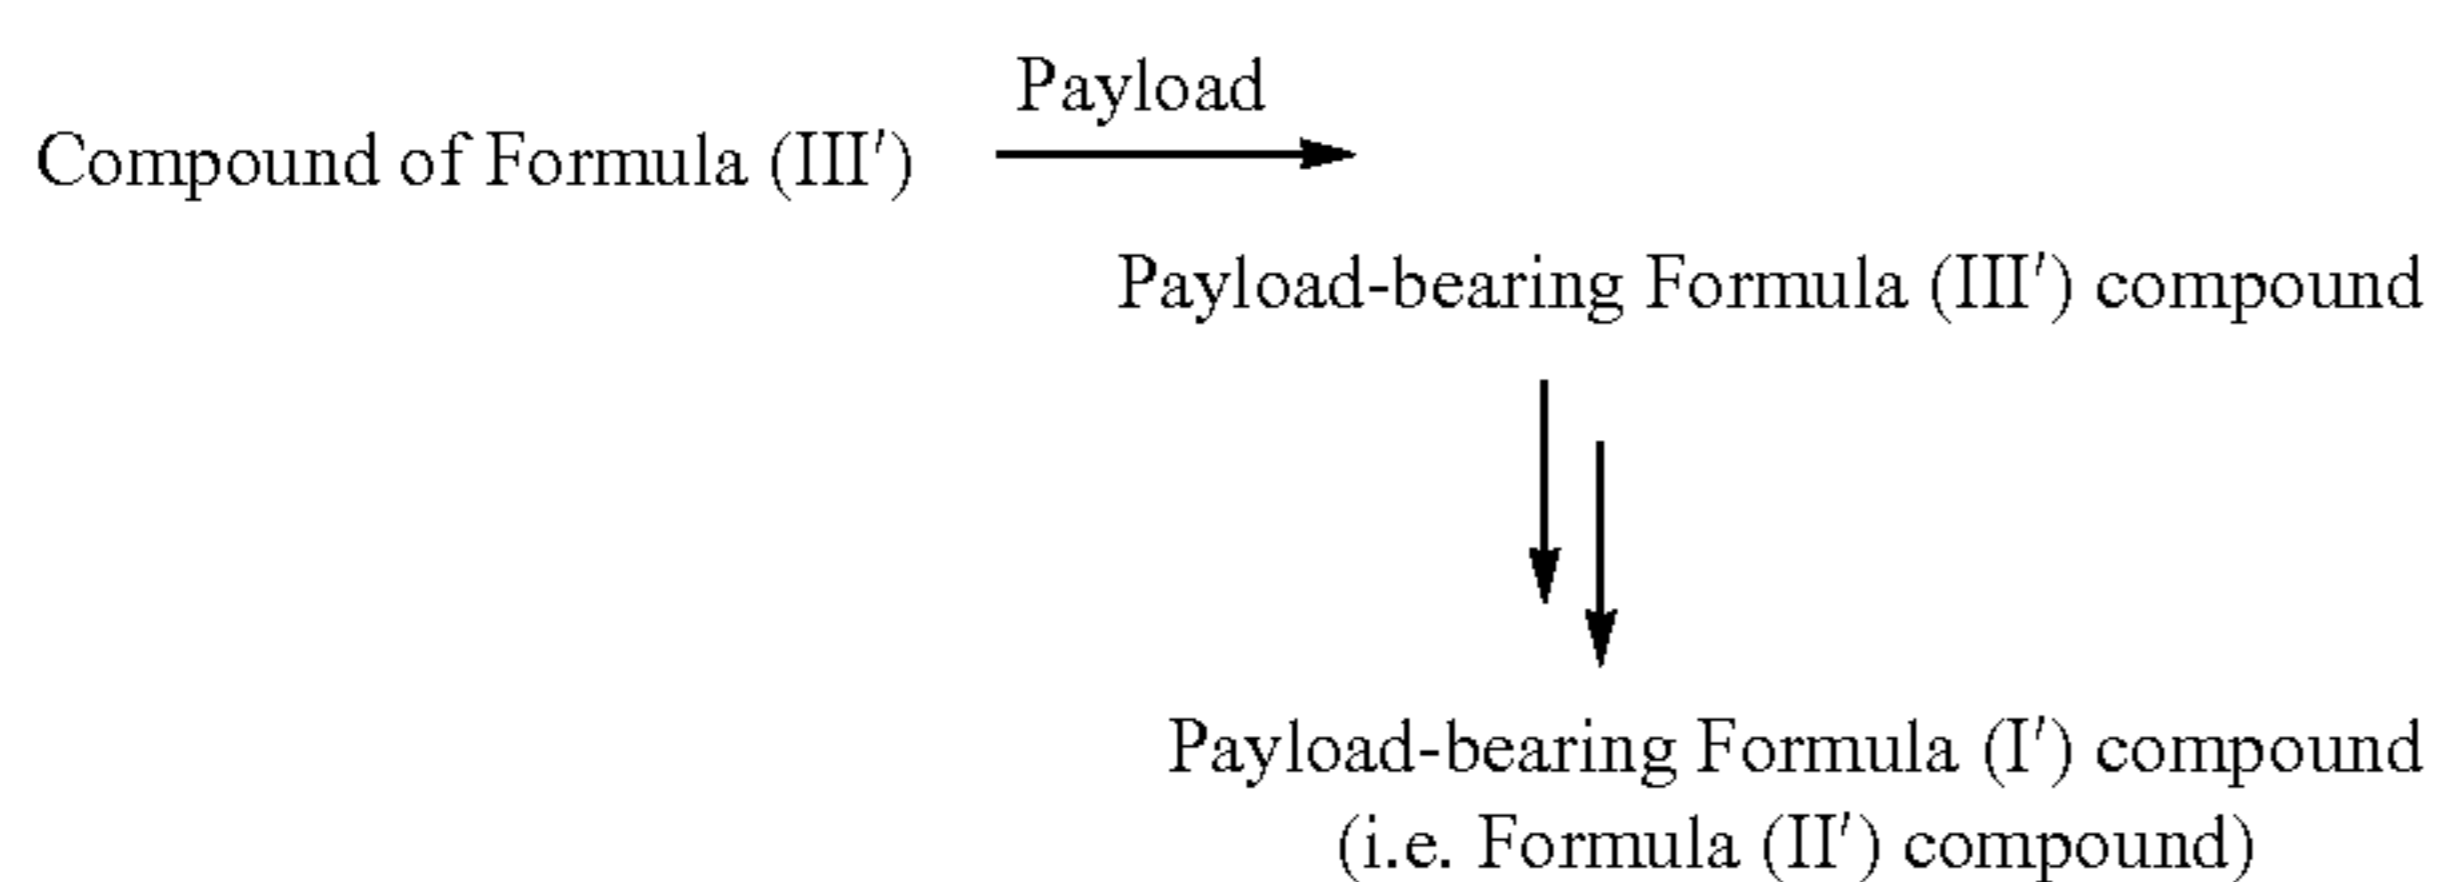 Payload
Compound of Formula (III′)
Payload-bearing Formula (III′) compound
Payload-bearing Formula (I′) compound
(i.e. Formula (II′) compound)